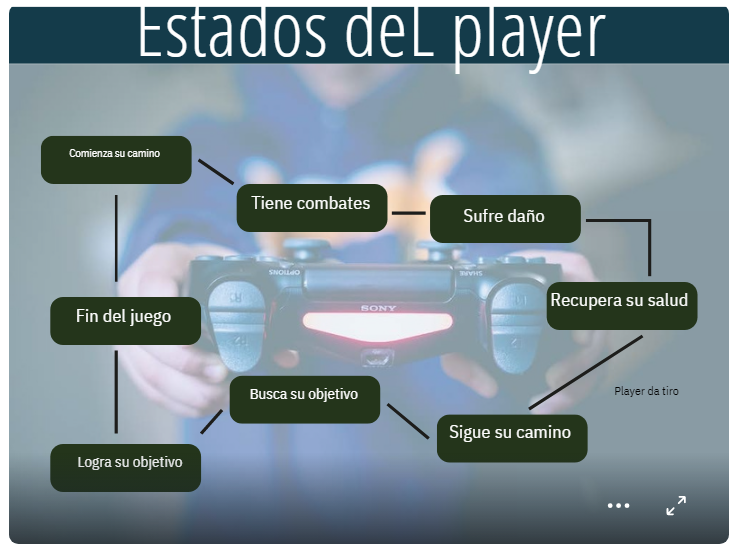 Estados deL player
Comienza su camino
Tiene combates
Sufre daño
Recupera su salud
Player da tiro
Sigue su camino
Busca su objetivo
Logra su objetivo
Fin del juego
OPTIONS
SHARE
SONY